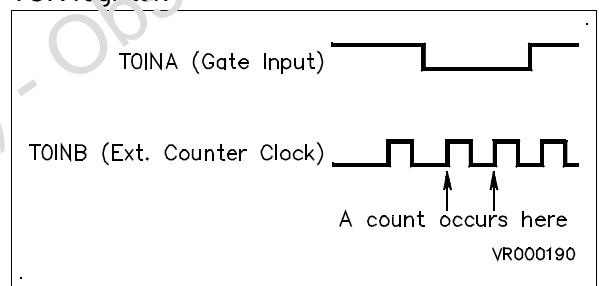 T0INA (Gate Input)
T0INB (Ext. Counter Clock)
A count occurs here
VR000190